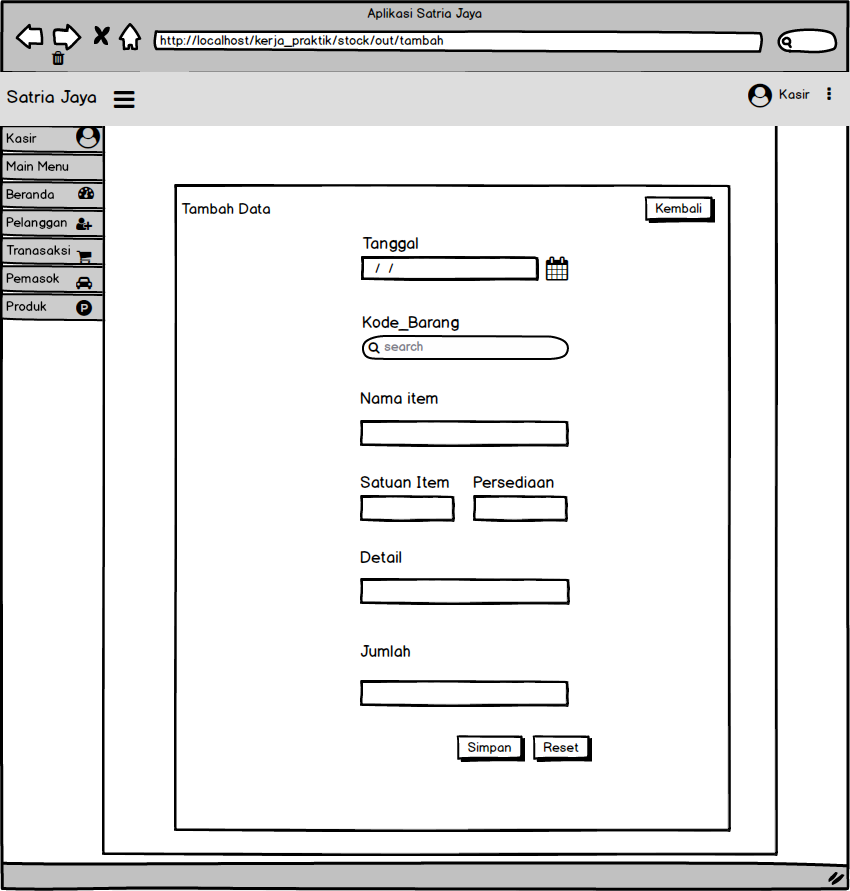 Aplikasi Satria Jaya
http://localhost/kerja_praktik/stock/out/tambah
Satria Jaya
Kasir
Kasir
Main Menu
Beranda
Pelanggan
Tranasaksi
Pemasok
Produk
P
Tambah Data
Kembali
Tanggal
/ /
Kode_Barang
search
Nama item
Satuan Item Persediaan
Detail
Jumlah
Simpan Reset